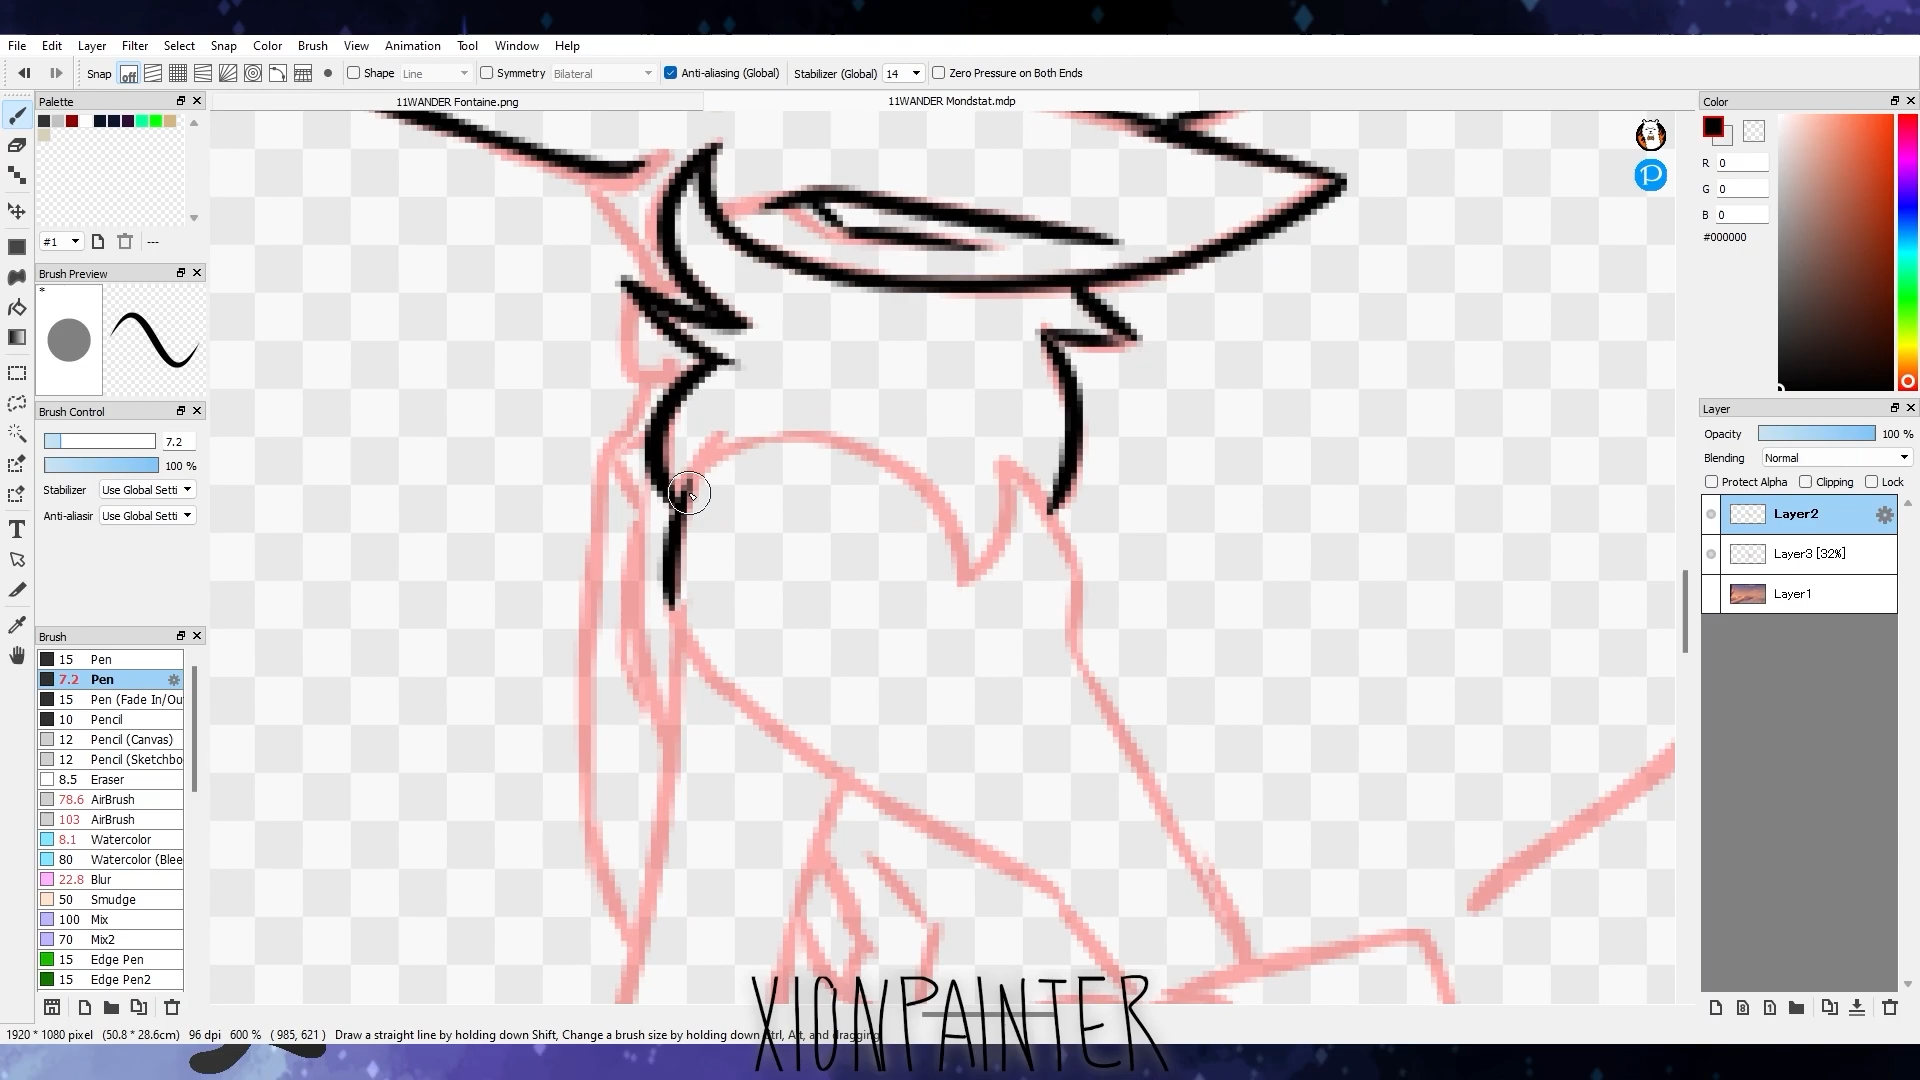 File Edit Layer Filter Select Snap Color Brush View Animation Tool Window Help
Snap off Shape Line Symmetry Bilateral Anti-aliasing (Global) Stabilizer (Global) 14 Zero Pressure on Both Ends
Palette
#1
---
Brush Preview
*
Brush Control
7.2
100 %
Stabilizer Use Global Setti
Anti-aliasir Use Global Setti
Brush
15 Pen
7.2 Pen
15 Pen (Fade In/Ou
10 Pencil
12 Pencil (Canvas)
12 Pencil (Sketchbo
8.5 Eraser
78.6 AirBrush
103 AirBrush
8.1 Watercolor
80 Watercolor (Blee
22.8 Blur
50 Smudge
100 Mix
70 Mix2
15 Edge Pen
15 Edge Pen2
11WANDER Fontaine.png
11WANDER Mondstat.mdp
P
Color
R 0
G 0
B 0
#000000
Layer
Opacity 100 %
Blending Normal
Protect Alpha Clipping Lock
Layer2
Layer3 [32%]
Layer1
XIONPAINTER
1920 * 1080 pixel (50.8 * 28.6cm) 96 dpi 600 % ( 985, 621 ) Draw a straight line by holding down Shift, Change a brush size by holding down Ctrl, Alt, and dragging